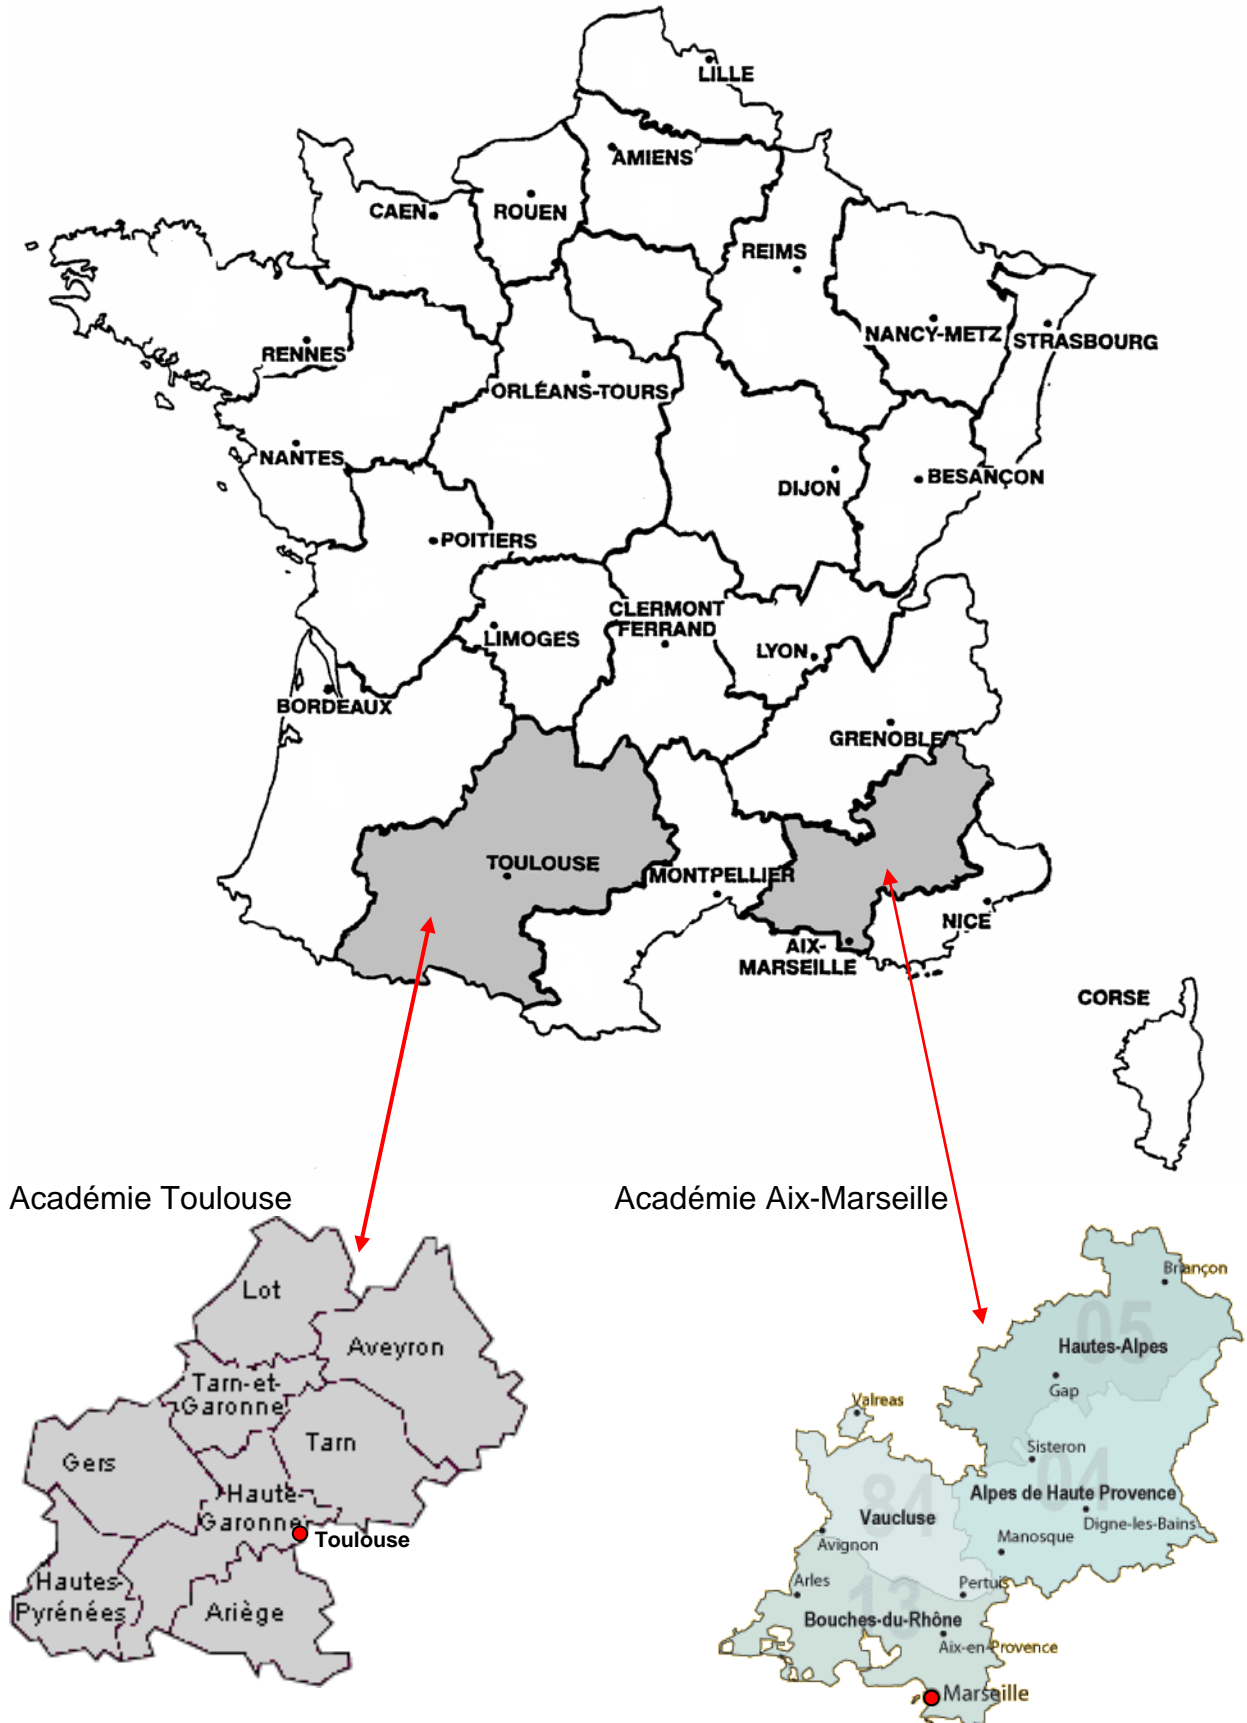 LILLE
AMIENS
CAEN
ROUEN
REIMS
NANCY-METZ
STRASBOURG
RENNES
ORLÉANS-TOURS
NANTES
DIJON
BESANÇON
POITIERS
CLERMONT
FERRAND
LIMOGES
LYON
BORDEAUX
GRENOBLE
TOULOUSE
MONTPELLIER
NICE
AIX-
MARSEILLE
CORSE
Académie Toulouse
Lot
Aveyron
Tarn-et-
Garonne
Gers
Tarn
Haute-
Garonne
Toulouse
Hautes-
Pyrénées
Ariège
Académie Aix-Marseille
Briançon
05
Hautes-Alpes
Gap
Valreas
Sisteron
04
84
Alpes de Haute Provence
Vaucluse
Digne-les-Bains
Avignon
Manosque
Arles
Pertuis
13
Bouches-du-Rhône
Aix-en-Provence
Marseille